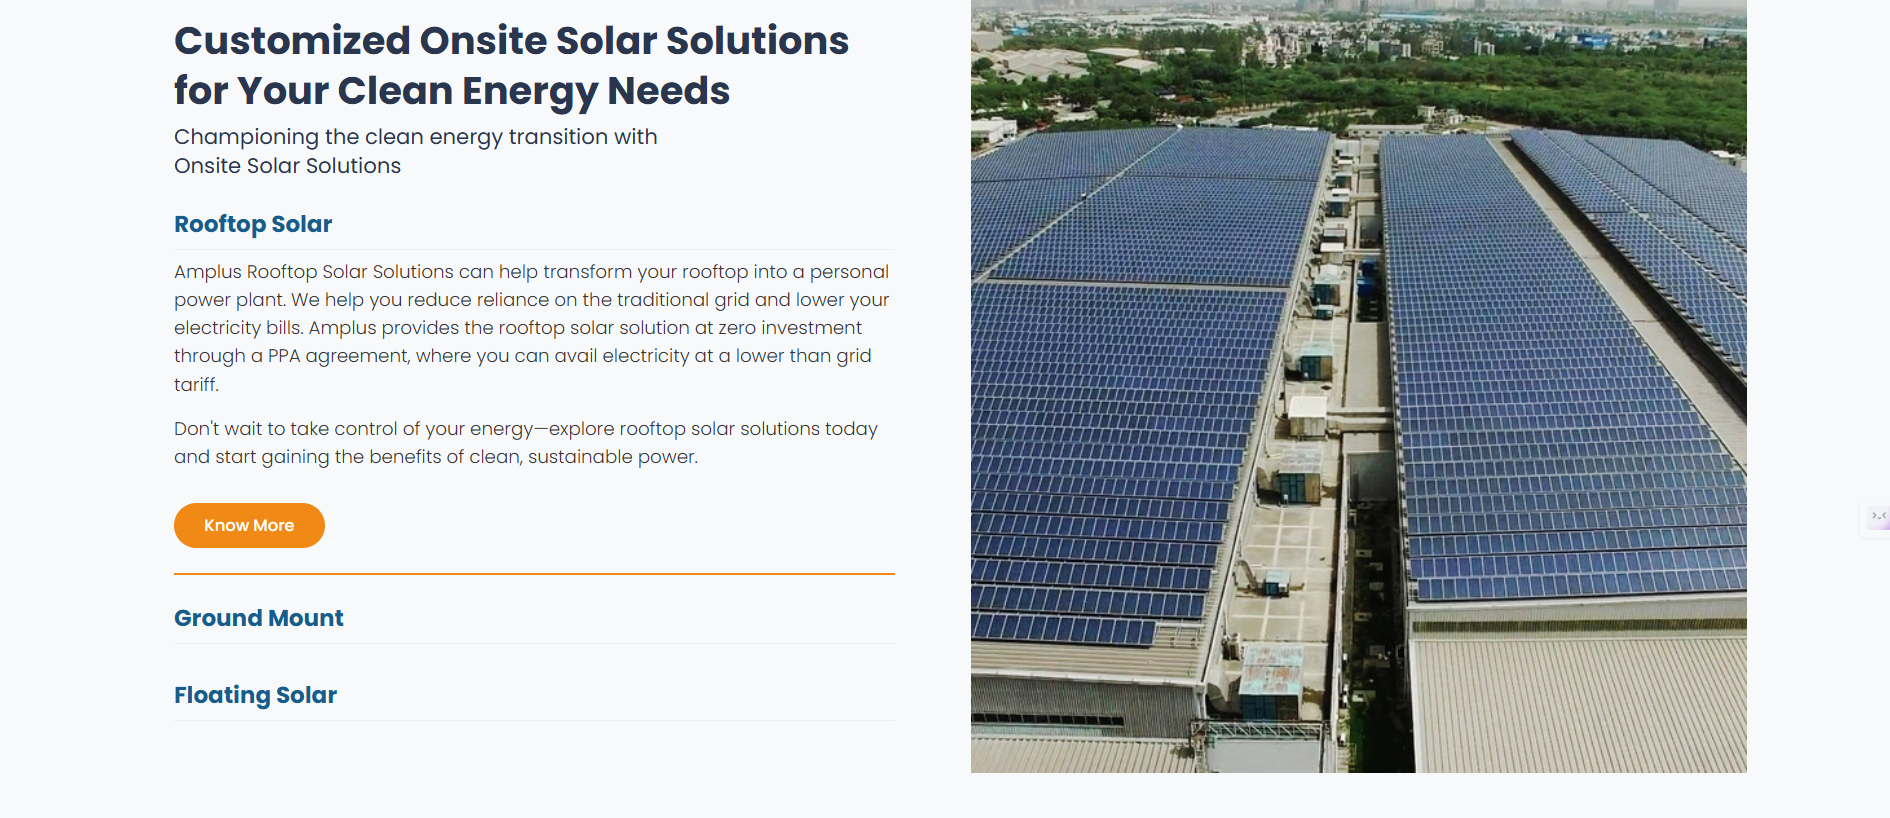 Customized Onsite Solar Solutions
for Your Clean Energy Needs
Championing the clean energy transition with
Onsite Solar Solutions
Rooftop Solar
Amplus Rooftop Solar Solutions can help transform your rooftop into a personal
power plant. We help you reduce reliance on the traditional grid and lower your
electricity bills. Amplus provides the rooftop solar solution at zero investment
through a PPA agreement, where you can avail electricity at a lower than grid
tariff.
Don't wait to take control of your energy—explore rooftop solar solutions today
and start gaining the benefits of clean, sustainable power.
Know More
Ground Mount
Floating Solar